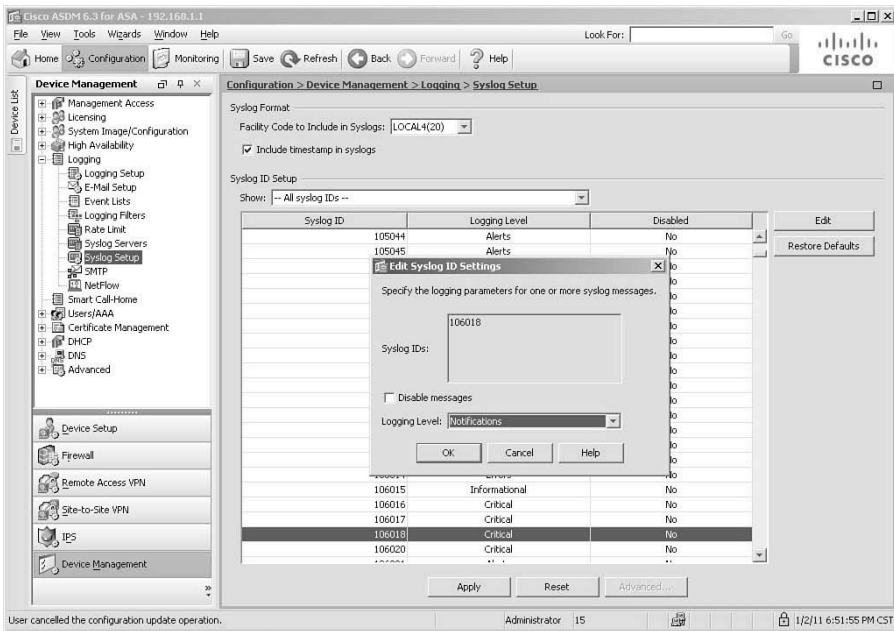 Cisco ASDM 6.3 for ASA - 192.168.1.1
File View Tools Wizards Window Help
Look For:
Go
Home Configuration Monitoring Save Refresh Back Forward Help
CISCO
Device List
Device Management
Management Access
Licensing
System Image/Configuration
High Availability
Logging
Logging Setup
E-Mail Setup
Event Lists
Logging Filters
Rate Limit
Syslog Servers
Syslog Setup
SMTP
NetFlow
Smart Call-Home
Users/AAA
Certificate Management
DHCP
DNS
Advanced
Device Setup
Firewall
Remote Access VPN
Site-to-Site VPN
IPS
Device Management
Configuration > Device Management > Logging > Syslog Setup
Syslog Format
Facility Code to Include in Syslogs: LOCAL4(20)
Include timestamp in syslogs
Syslog ID Setup
Show: -- All syslog IDs --
Syslog ID Logging Level Disabled
105044 Alerts No
105045 Alerts No
Edit
Restore Defaults
Edit Syslog ID Settings
Specify the logging parameters for one or more syslog messages.
Syslog IDs:
106018
Disable messages
Logging Level: Notifications
OK Cancel Help
106015 Informational No
106016 Critical No
106017 Critical No
106018 Critical No
106020 Critical No
Apply Reset Advanced...
User cancelled the configuration update operation.
Administrator 15
1/2/11 6:51:55 PM CST